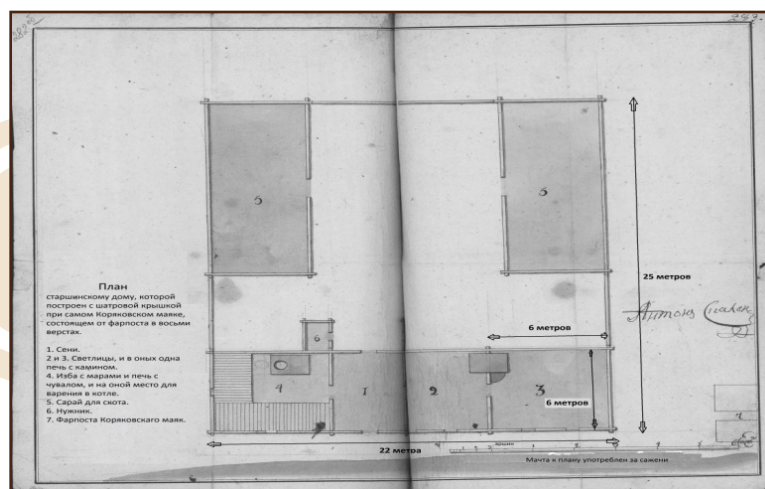 План
старшинскому дому, которой
построен с шатровой крышкой
при самом Коряковском маяке,
состоящем от фарпоста в восьми
верстах.
1. Сени.
2 и 3. Светлицы, и в оных одна
печь с камином.
4. Изба с марами и печь с
чувалом, и на оной место для
варения в котле.
5. Сарай для скота.
6. Нужник.
7. Фарпоста Коряковскаго маяк.
5
5
25 метров
6 метров
6
4
1
2
3
6 метров
22 метра
Мачта к плану употреблен за сажени